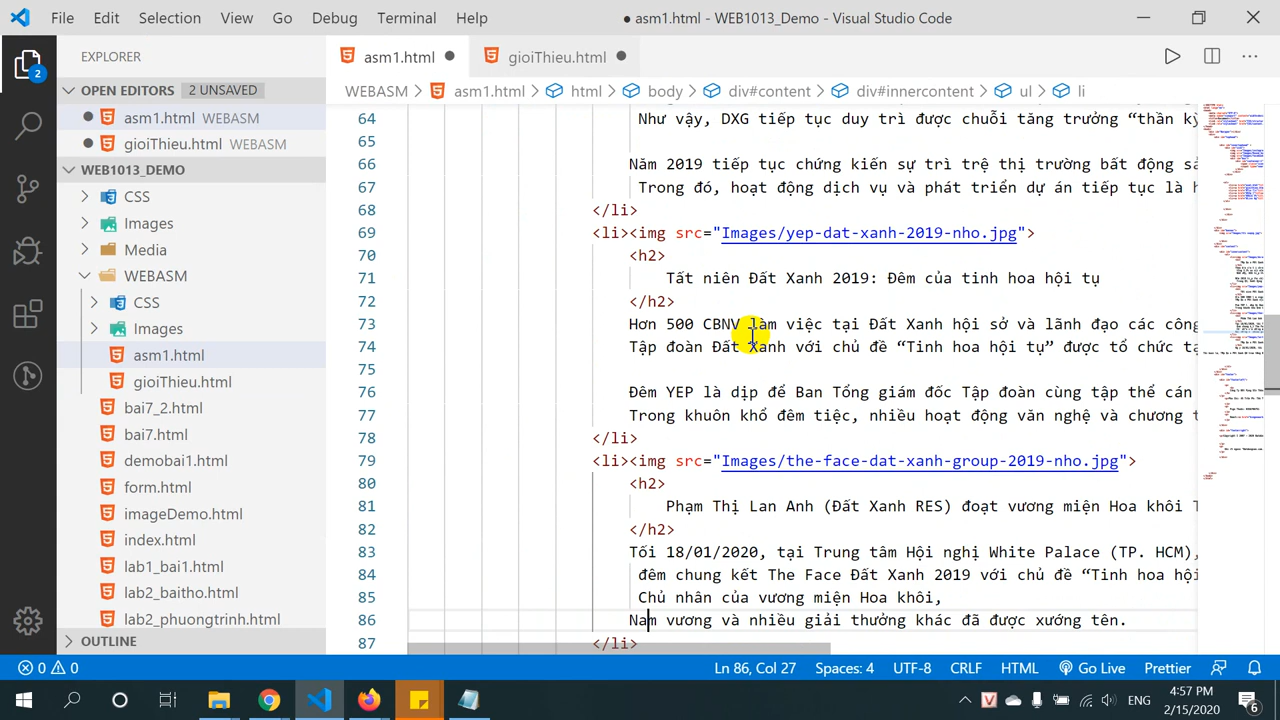 File Edit Selection View Go Debug Terminal Help
● asm1.html - WEB1013_Demo - Visual Studio Code
EXPLORER
asm1.html
gioiThieu.html
OPEN EDITORS 2 UNSAVED
WEBASM > asm1.html > html > body > div#content > div#innercontent > ul > li
asm1.html WEBASM
gioiThieu.html WEBASM
WEB1013_DEMO
CSS
Images
Media
WEBASM
CSS
Images
asm1.html
gioiThieu.html
bai7_2.html
bai7.html
demobai1.html
form.html
imageDemo.html
index.html
lab1_bai1.html
lab2_baitho.html
lab2_phuongtrinh.html
OUTLINE
64 Như vậy, DXG tiếp tục duy trì được chuỗi tăng trưởng “thần kỳ
65
66 Năm 2019 tiếp tục chứng kiến sự trì trệ thị trường bất động sả
67 Trong đó, hoạt động dịch vụ và phát triển dự án tiếp tục là h
68 </li>
69 <li><img src="Images/yep-dat-xanh-2019-nho.jpg">
70 <h2>
71 Tất niên Đất Xanh 2019: Đêm của tinh hoa hội tụ
72 </h2>
73 Hơn 500 CBNV làm việc tại Đất Xanh hội sở và lãnh đạo các công
74 Tập đoàn Đất Xanh với chủ đề “Tinh hoa hội tụ” được tổ chức tạ
75
76 Đêm YEP là dịp để Ban Tổng giám đốc Tập đoàn cùng tập thể cán
77 Trong khuôn khổ đêm tiệc, nhiều hoạt động văn nghệ và chương t
78 </li>
79 <li><img src="Images/the-face-dat-xanh-group-2019-nho.jpg">
80 <h2>
81 Phạm Thị Lan Anh (Đất Xanh RES) đoạt vương miện Hoa khôi T
82 </h2>
83 Tối 18/01/2020, tại Trung tâm Hội nghị White Palace (TP. HCM),
84 đêm chung kết The Face Đất Xanh 2019 với chủ đề “Tinh hoa hội
85 Chủ nhân của vương miện Hoa khôi,
86 Nam vương và nhiều giải thưởng khác đã được xướng tên.
87 </li>
0 0 Ln 86, Col 27 Spaces: 4 UTF-8 CRLF HTML Go Live Prettier
ENG 4:57 PM
2/15/2020
6